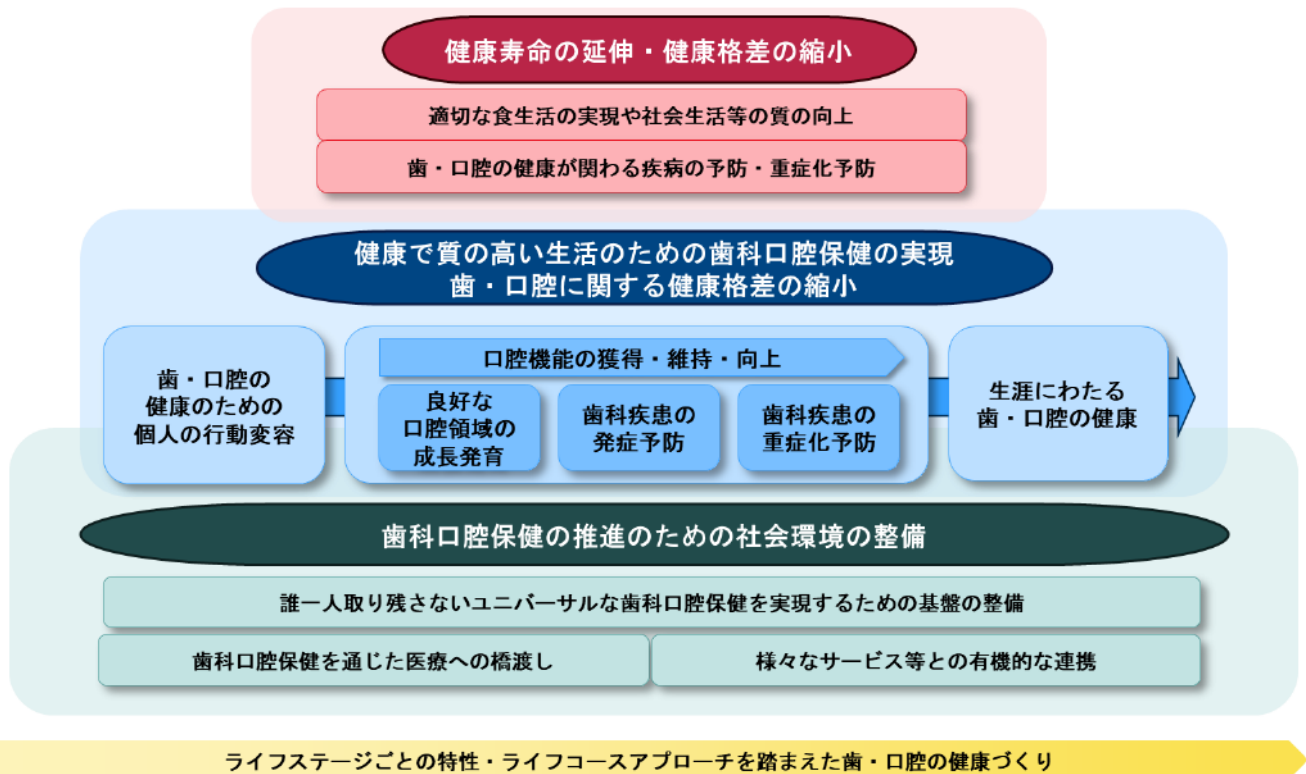 健康寿命の延伸・健康格差の縮小
適切な食生活の実現や社会生活等の質の向上
歯・口腔の健康が関わる疾病の予防・重症化予防
健康で質の高い生活のための歯科口腔保健の実現
歯・口腔に関する健康格差の縮小
歯・口腔の
健康のための
個人の行動変容
口腔機能の獲得・維持・向上
良好な
口腔領域の
成長発育
歯科疾患の
発症予防
歯科疾患の
重症化予防
生涯にわたる
歯・口腔の健康
歯科口腔保健の推進のための社会環境の整備
誰一人取り残さないユニバーサルな歯科口腔保健を実現するための基盤の整備
歯科口腔保健を通じた医療への橋渡し
様々なサービス等との有機的な連携
ライフステージごとの特性・ライフコースアプローチを踏まえた歯・口腔の健康づくり